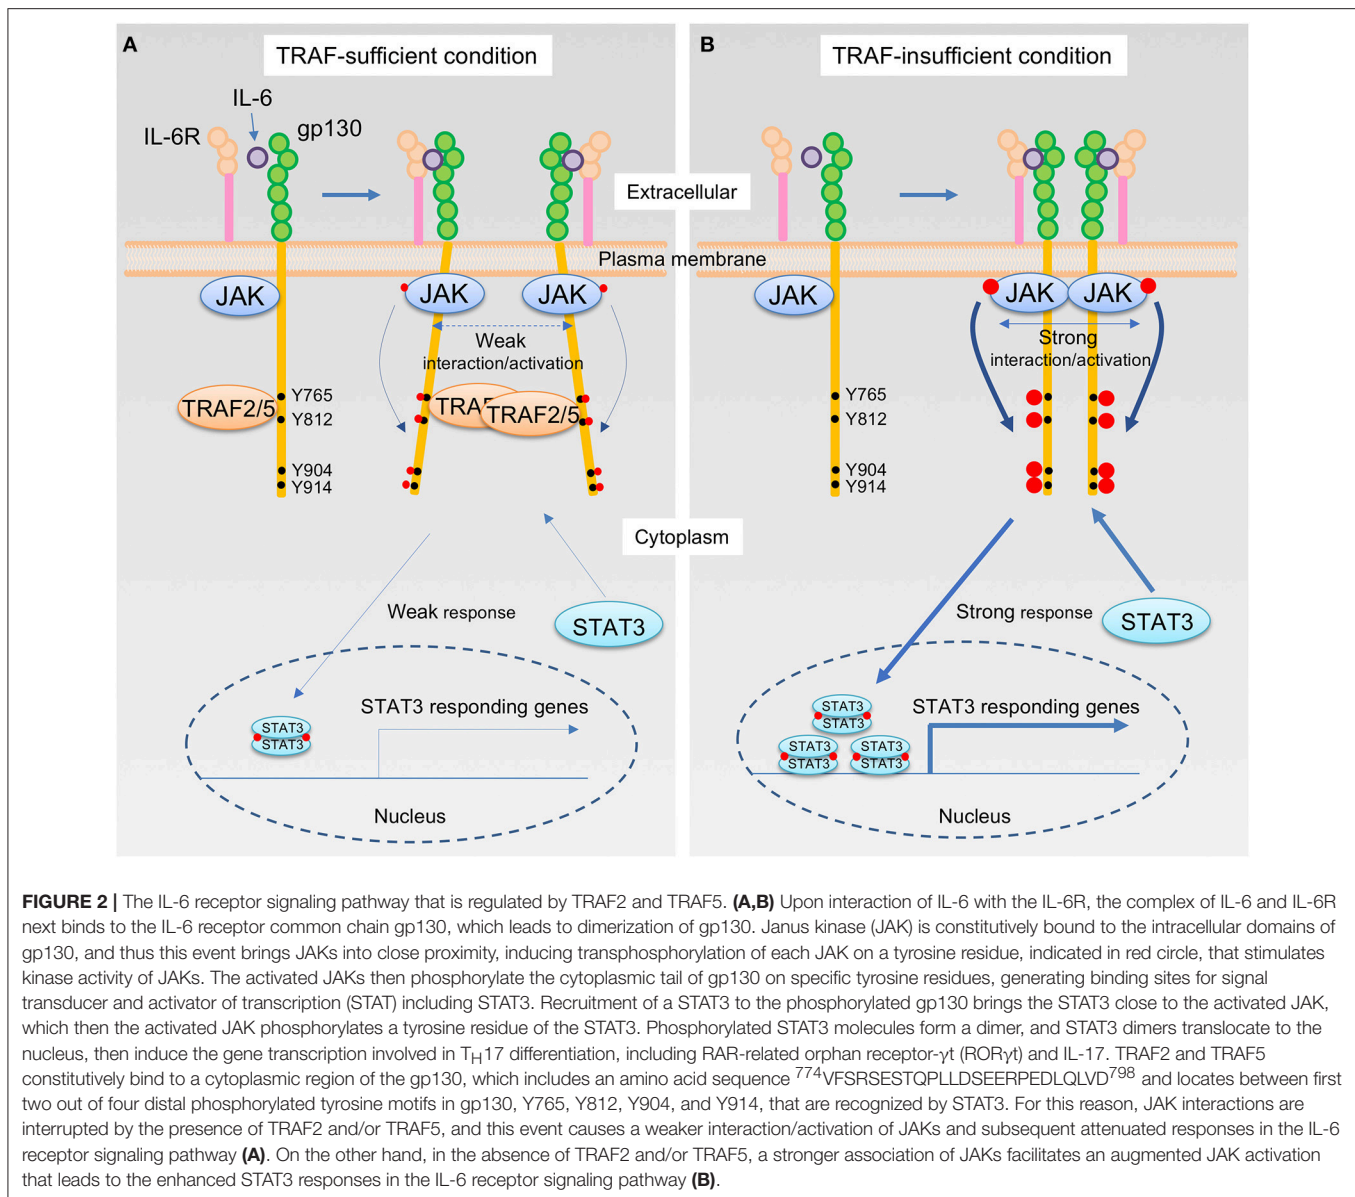 A
TRAF-sufficient condition
IL-6
IL-6R
gp130
Extracellular
Plasma membrane
JAK
JAK
JAK
Weak
interaction/activation
TRAF2/5
Y765
Y812
TRAF2/5
Y904
Y914
Cytoplasm
Weak response
STAT3
STAT3 responding genes
STAT3
STAT3
Nucleus
B
TRAF-insufficient condition
JAK
JAK
JAK
Strong
interaction/activation
Y765
Y812
Y904
Y914
Strong response
STAT3
STAT3 responding genes
STAT3
STAT3
STAT3
STAT3
STAT3
STAT3
Nucleus
FIGURE 2 | The IL-6 receptor signaling pathway that is regulated by TRAF2 and TRAF5. (A,B) Upon interaction of IL-6 with the IL-6R, the complex of IL-6 and IL-6R
next binds to the IL-6 receptor common chain gp130, which leads to dimerization of gp130. Janus kinase (JAK) is constitutively bound to the intracellular domains of
gp130, and thus this event brings JAKs into close proximity, inducing transphosphorylation of each JAK on a tyrosine residue, indicated in red circle, that stimulates
kinase activity of JAKs. The activated JAKs then phosphorylate the cytoplasmic tail of gp130 on specific tyrosine residues, generating binding sites for signal
transducer and activator of transcription (STAT) including STAT3. Recruitment of a STAT3 to the phosphorylated gp130 brings the STAT3 close to the activated JAK,
which then the activated JAK phosphorylates a tyrosine residue of the STAT3. Phosphorylated STAT3 molecules form a dimer, and STAT3 dimers translocate to the
nucleus, then induce the gene transcription involved in TH17 differentiation, including RAR-related orphan receptor-γt (RORγt) and IL-17. TRAF2 and TRAF5
constitutively bind to a cytoplasmic region of the gp130, which includes an amino acid sequence 774VFSRSESTQPLLDSEERPEDLQLVD798 and locates between first
two out of four distal phosphorylated tyrosine motifs in gp130, Y765, Y812, Y904, and Y914, that are recognized by STAT3. For this reason, JAK interactions are
interrupted by the presence of TRAF2 and/or TRAF5, and this event causes a weaker interaction/activation of JAKs and subsequent attenuated responses in the IL-6
receptor signaling pathway (A). On the other hand, in the absence of TRAF2 and/or TRAF5, a stronger association of JAKs facilitates an augmented JAK activation
that leads to the enhanced STAT3 responses in the IL-6 receptor signaling pathway (B).